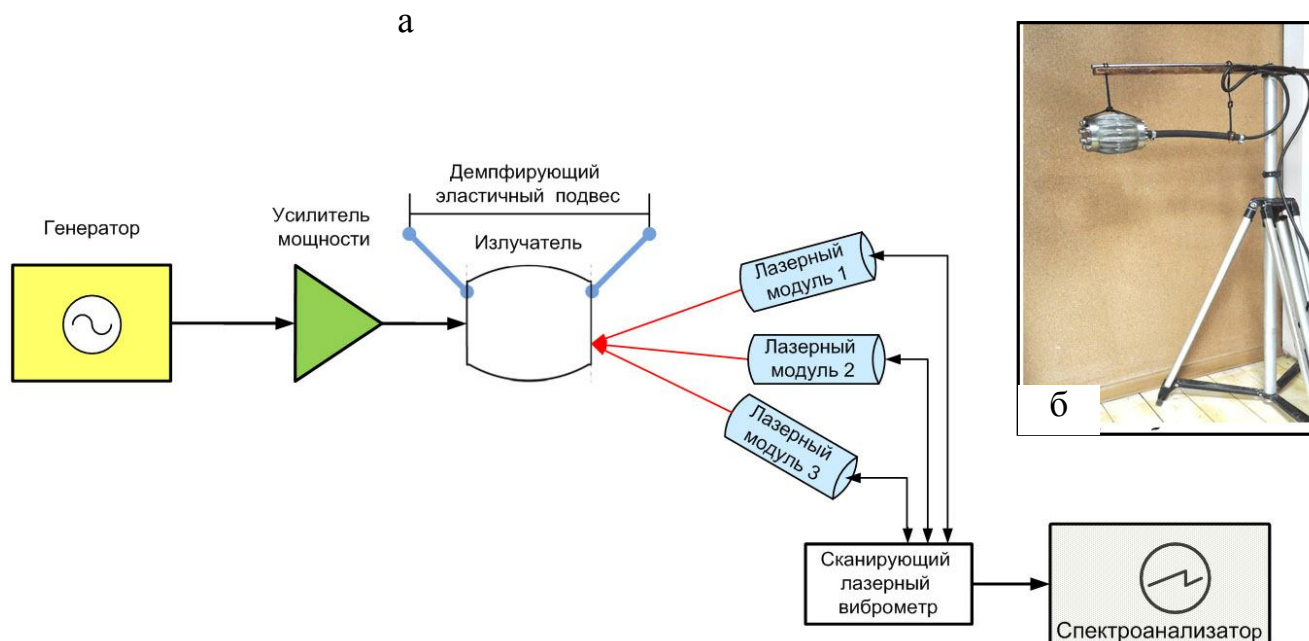 а
Демпфирующий
эластичный подвес
Генератор
Усилитель
мощности
Излучатель
Лазерный
модуль 1
Лазерный
модуль 2
Лазерный
модуль 3
Сканирующий
лазерный
виброметр
Спектроанализатор
б